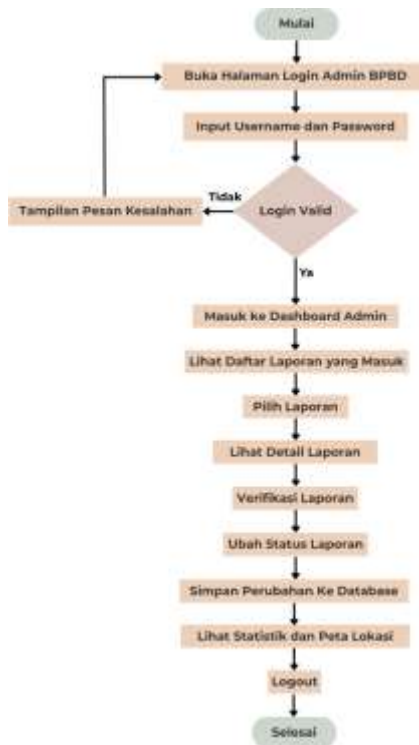 Mulai
Buka Halaman Login Admin BPBD
Input Username dan Password
Tidak
Tampilan Pesan Kesalahan
Login Valid
Ya
Masuk ke Dashboard Admin
Lihat Daftar Laporan yang Masuk
Pilih Laporan
Lihat Detail Laporan
Verifikasi Laporan
Ubah Status Laporan
Simpan Perubahan Ke Database
Lihat Statistik dan Peta Lokasi
Logout
Selesai